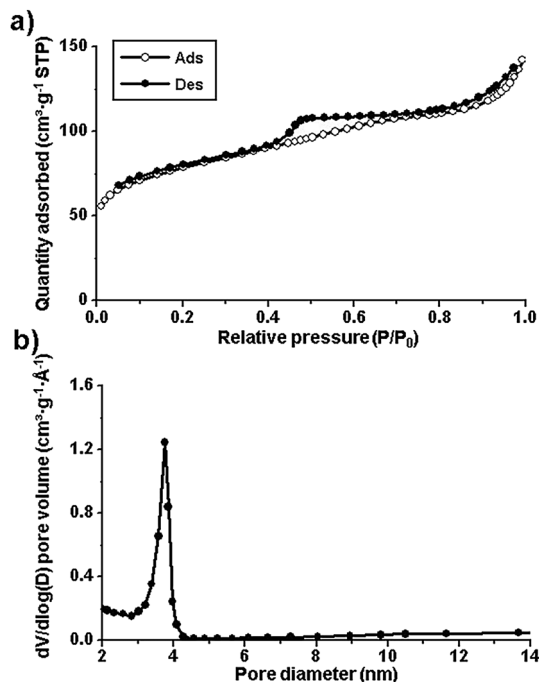 a)
150
100
50
0
Quantity adsorbed (cm³·g⁻¹ STP)
Ads
Des
0.0 0.2 0.4 0.6 0.8 1.0
Relative pressure (P/P₀)
b)
1.6
1.2
0.8
0.4
0.0
dV/dlog(D) pore volume (cm³·g⁻¹·Å⁻¹)
2 4 6 8 10 12 14
Pore diameter (nm)